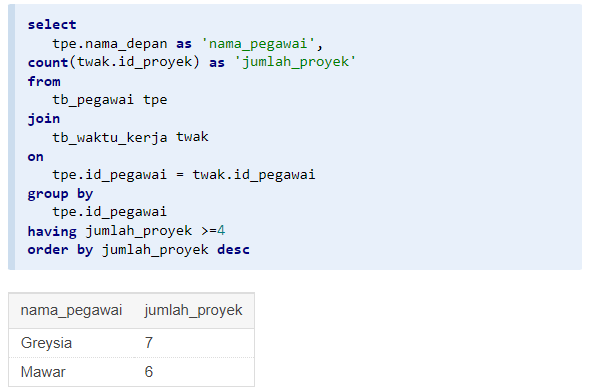 select
tpe.nama_depan as 'nama_pegawai',
count(twak.id_proyek) as 'jumlah_proyek'
from
tb_pegawai tpe
join
tb_waktu_kerja twak
on
tpe.id_pegawai = twak.id_pegawai
group by
tpe.id_pegawai
having jumlah_proyek >=4
order by jumlah_proyek desc
nama_pegawai jumlah_proyek
Greysia 7
Mawar 6